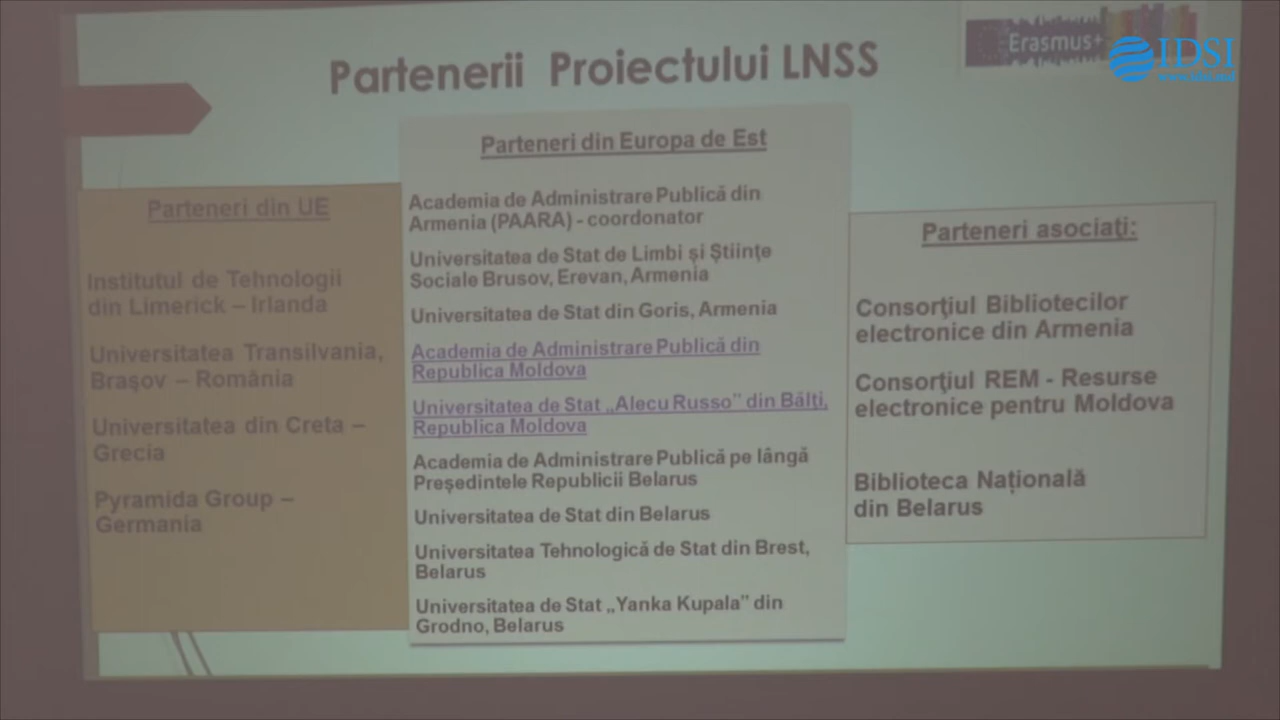 Partenerii Proiectului LNSS
Erasmus+
IDSI
Parteneri din UE
Institutul de Tehnologii
din Limerick – Irlanda
Universitatea Transilvania,
Braşov – România
Universitatea din Creta –
Grecia
Pyramida Group –
Germania
Parteneri din Europa de Est
Academia de Administrare Publică din
Armenia (PAARA) - coordonator
Universitatea de Stat de Limbi și Științe
Sociale Brusov, Erevan, Armenia
Universitatea de Stat din Goris, Armenia
Academia de Administrare Publică din
Republica Moldova
Universitatea de Stat „Alecu Russo” din Bălți,
Republica Moldova
Academia de Administrare Publică pe lângă
Președintele Republicii Belarus
Universitatea de Stat din Belarus
Universitatea Tehnologică de Stat din Brest,
Belarus
Universitatea de Stat „Yanka Kupala” din
Grodno, Belarus
Parteneri asociaţi:
Consorţiul Bibliotecilor
electronice din Armenia
Consorţiul REM - Resurse
electronice pentru Moldova
Biblioteca Națională
din Belarus